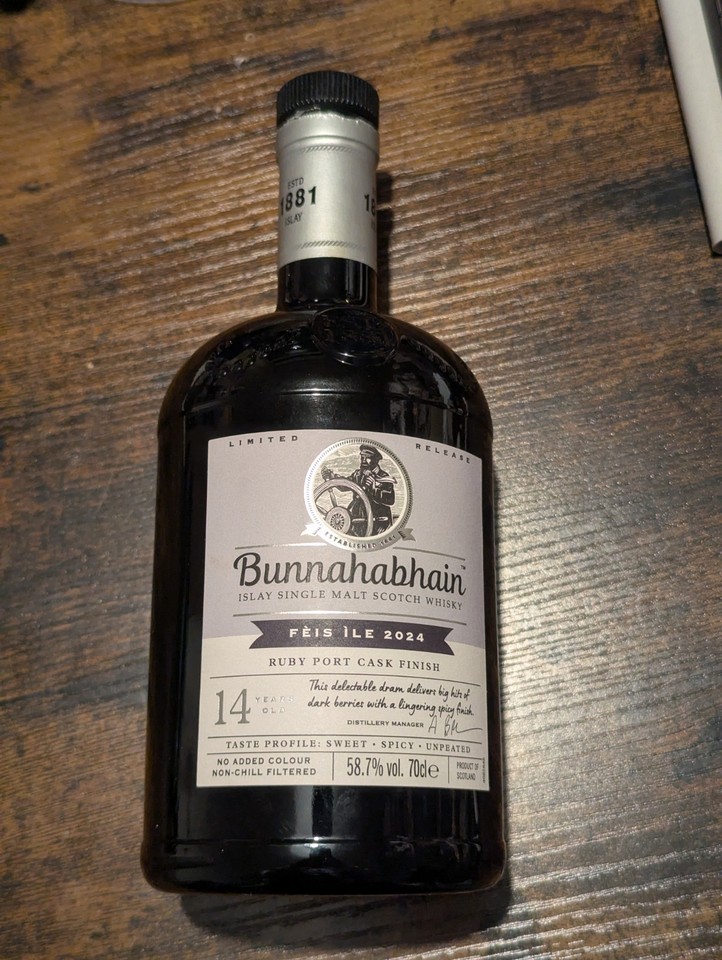 ESTD
1881
ISLAY
LIMITED RELEASE
ESTABLISHED 1881
Bunnahabhain™
ISLAY SINGLE MALT SCOTCH WHISKY
FÈIS ÌLE 2024
RUBY PORT CASK FINISH
14 YEARS OLD
This delectable dram delivers big hits of
dark berries with a lingering spicy finish.
DISTILLERY MANAGER
TASTE PROFILE: SWEET • SPICY • UNPEATED
NO ADDED COLOUR
NON-CHILL FILTERED
58.7% vol. 70cl e
PRODUCT OF
SCOTLAND